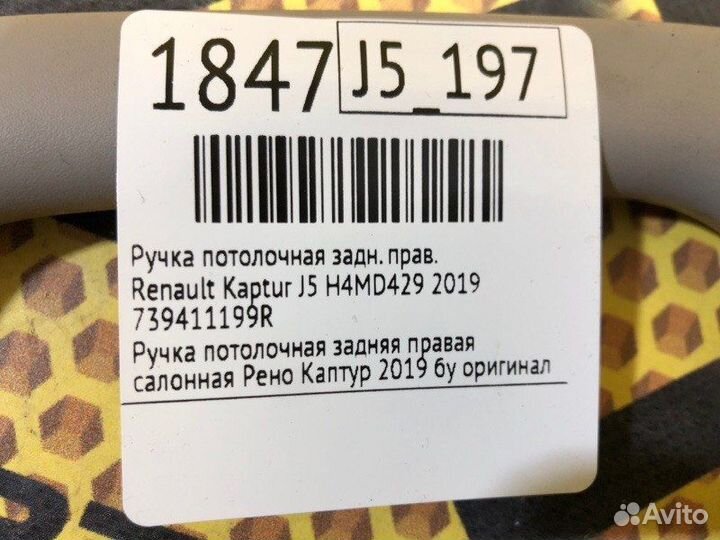 1847 J5_197
Ручка потолочная задн. прав.
Renault Kaptur J5 H4MD429 2019
739411199R
Ручка потолочная задняя правая
салонная Рено Каптур 2019 бу оригинал
Avito